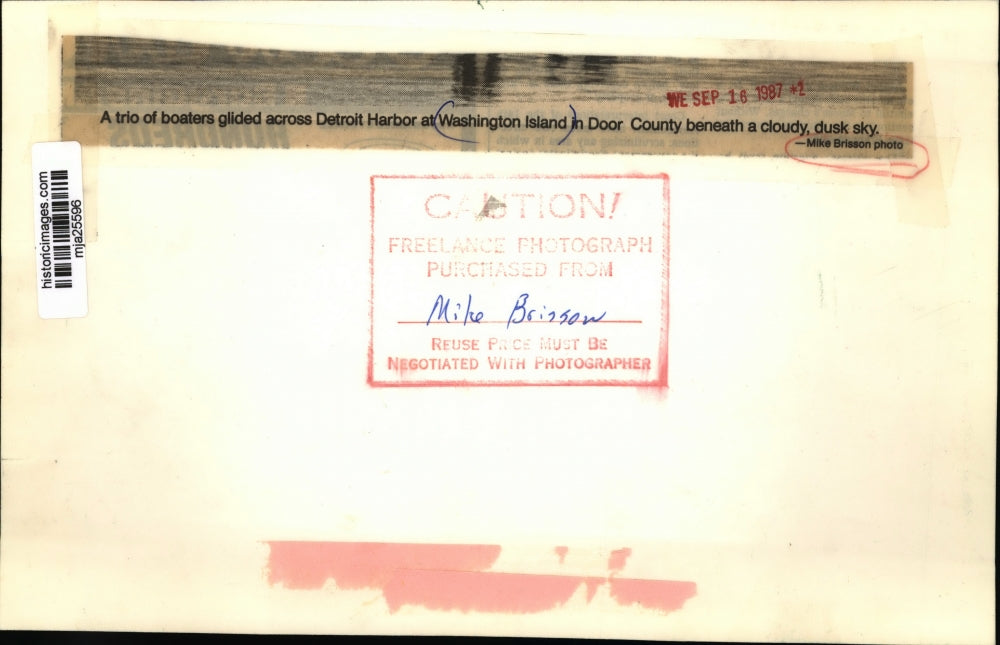 WE SEP 16 1987 *2
A trio of boaters glided across Detroit Harbor at Washington Island in Door County beneath a cloudy, dusk sky.
—Mike Brisson photo
historicimages.com
mja25596
CAUTION!
FREELANCE PHOTOGRAPH
PURCHASED FROM
Mike Brisson
REUSE PRICE MUST BE
NEGOTIATED WITH PHOTOGRAPHER